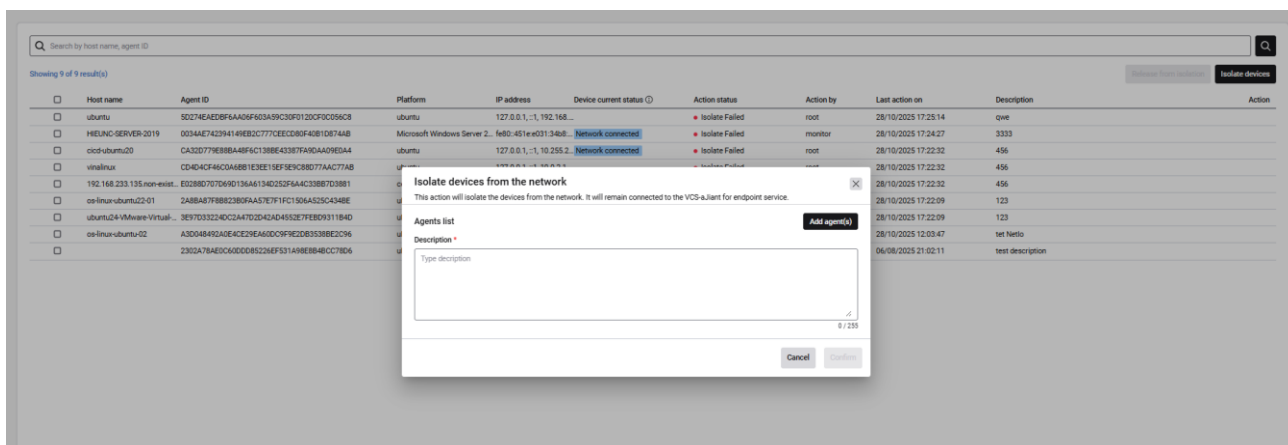 Search by host name, agent ID
Showing 9 of 9 result(s) Release from isolation Isolate devices
Host name Agent ID Platform IP address Device current status Action status Action by Last action on Description Action
ubuntu 5D274EAEDBF6AA06F603A59C30F0120CF0C056C8 ubuntu 127.0.0.1, ::1, 192.168.... Isolate Failed root 28/10/2025 17:25:14 qwe
HIEUNC-SERVER-2019 0034AE742394149EB2C777CEECD80F40B1D874AB Microsoft Windows Server 2... fe80::451e:e031:34b8:... Network connected Isolate Failed monitor 28/10/2025 17:24:27 3333
cicd-ubuntu20 CA32D779E88BA48F6C138BE43387FA9DAA09E0A4 ubuntu 127.0.0.1, ::1, 10.255.2... Network connected Isolate Failed root 28/10/2025 17:22:32 456
vinalinux CD4D4CF46C0A6BB1E3EE15EF5E9C88D77AAC77AB 28/10/2025 17:22:32 456
192.168.233.135.non-exist... E0288D707D69D136A6134D252F6A4C33BB7D3881 28/10/2025 17:22:32 456
os-linux-ubuntu22-01 2A8BA87F8B823B0FAA57E7F1FC1506A525C434BE 28/10/2025 17:22:09 123
ubuntu24-VMware-Virtual-... 3E97D33224DC2A47D2D42AD4552E7FEBD9311B4D 28/10/2025 17:22:09 123
os-linux-ubuntu-02 A3D048492A0E4CE29EA60DC9F9E2DB3538BE2C96 28/10/2025 12:03:47 tet Netio
2302A78AE0C60DDD85226EF531A98EBB4BCC78D6 06/08/2025 21:02:11 test description
Isolate devices from the network
This action will isolate the devices from the network. It will remain connected to the VCS-aJiant for endpoint service.
Agents list Add agent(s)
Description *
Type decription
0 / 255
Cancel Confirm